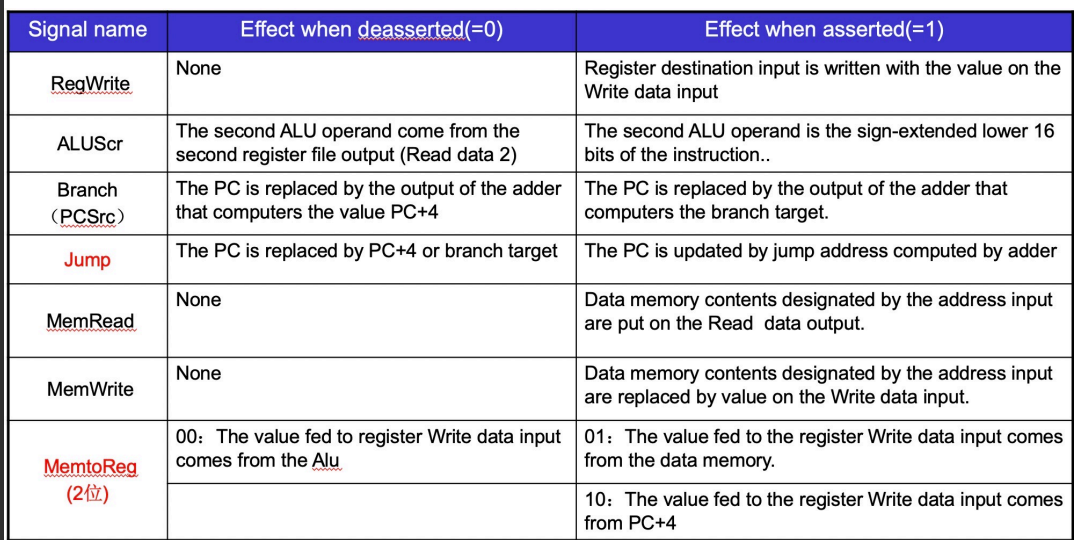 Signal name
Effect when deasserted(=0)
Effect when asserted(=1)
RegWrite
None
Register destination input is written with the value on the
Write data input
ALUScr
The second ALU operand come from the
second register file output (Read data 2)
The second ALU operand is the sign-extended lower 16
bits of the instruction..
Branch
（PCSrc）
The PC is replaced by the output of the adder
that computers the value PC+4
The PC is replaced by the output of the adder that
computers the branch target.
Jump
The PC is replaced by PC+4 or branch target
The PC is updated by jump address computed by adder
MemRead
None
Data memory contents designated by the address input
are put on the Read  data output.
MemWrite
None
Data memory contents designated by the address input
are replaced by value on the Write data input.
MemtoReg
(2位)
00：The value fed to register Write data input
comes from the Alu
01：The value fed to the register Write data input comes
from the data memory.
10：The value fed to the register Write data input comes
from PC+4